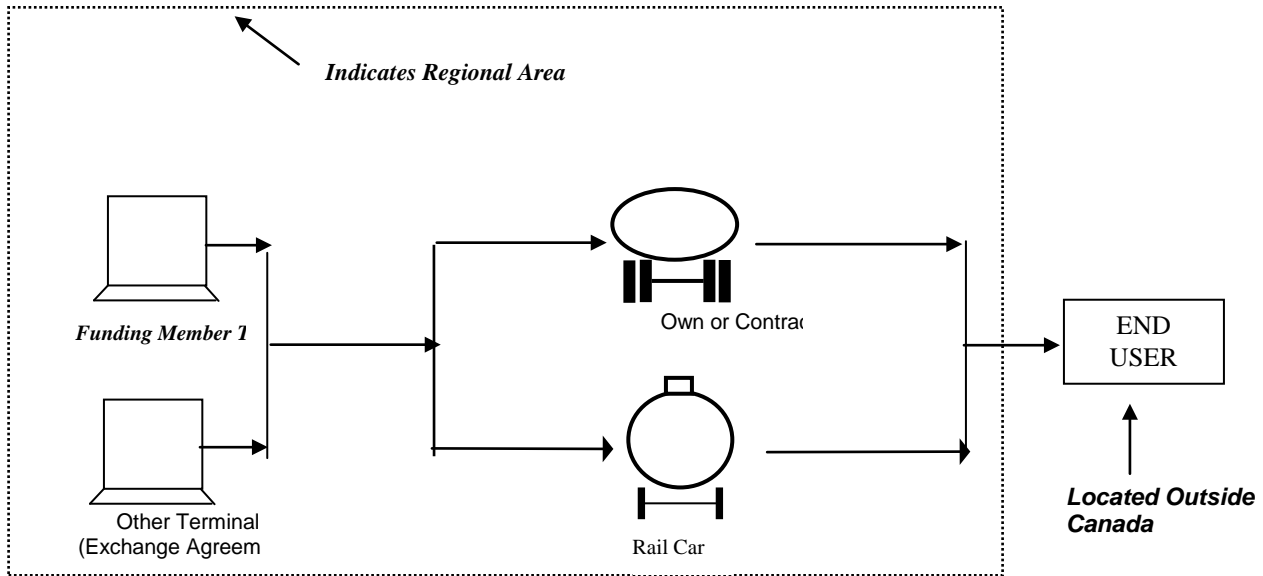 Indicates Regional Area
Funding Member T
Own or Contrac
END
USER
Other Terminal
(Exchange Agreem
Rail Car
Located Outside
Canada